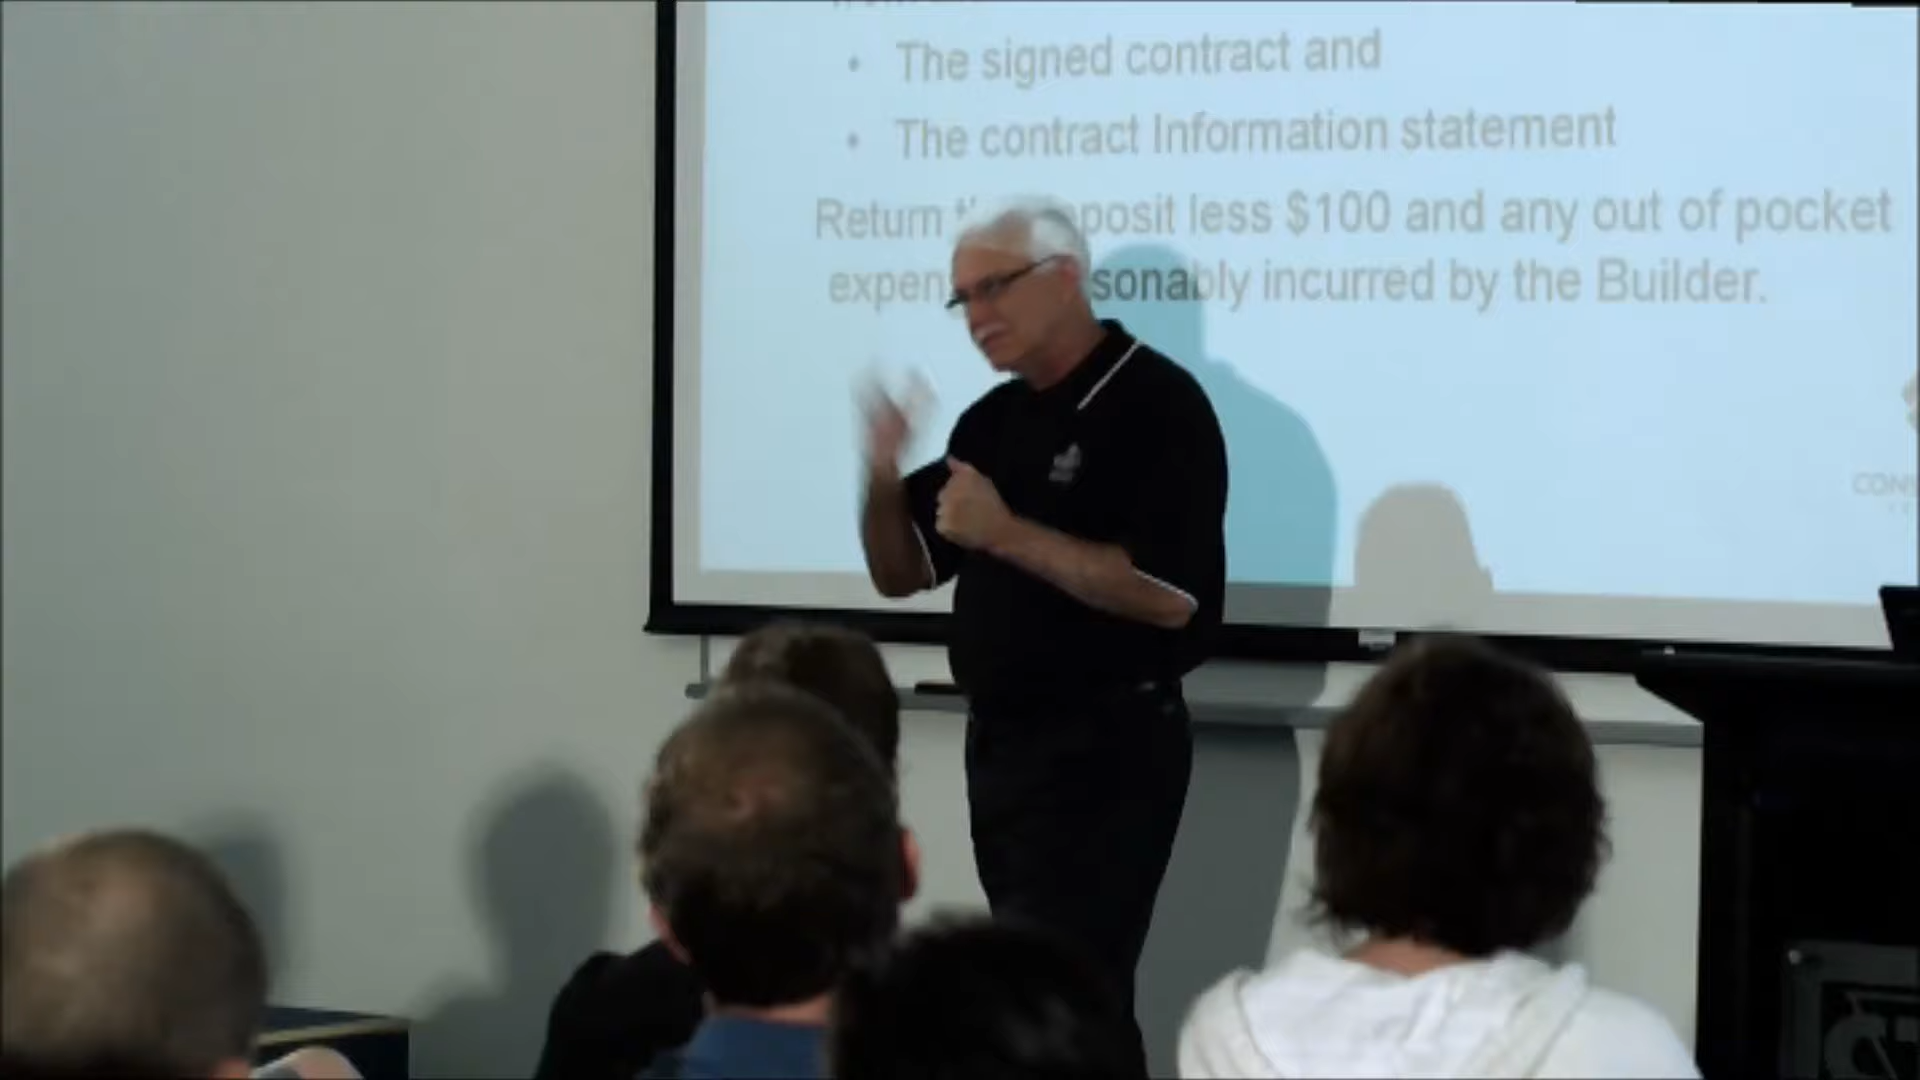 • The signed contract and
• The contract Information statement
Return posit less $100 and any out of pocket
expen sonably incurred by the Builder.
CON